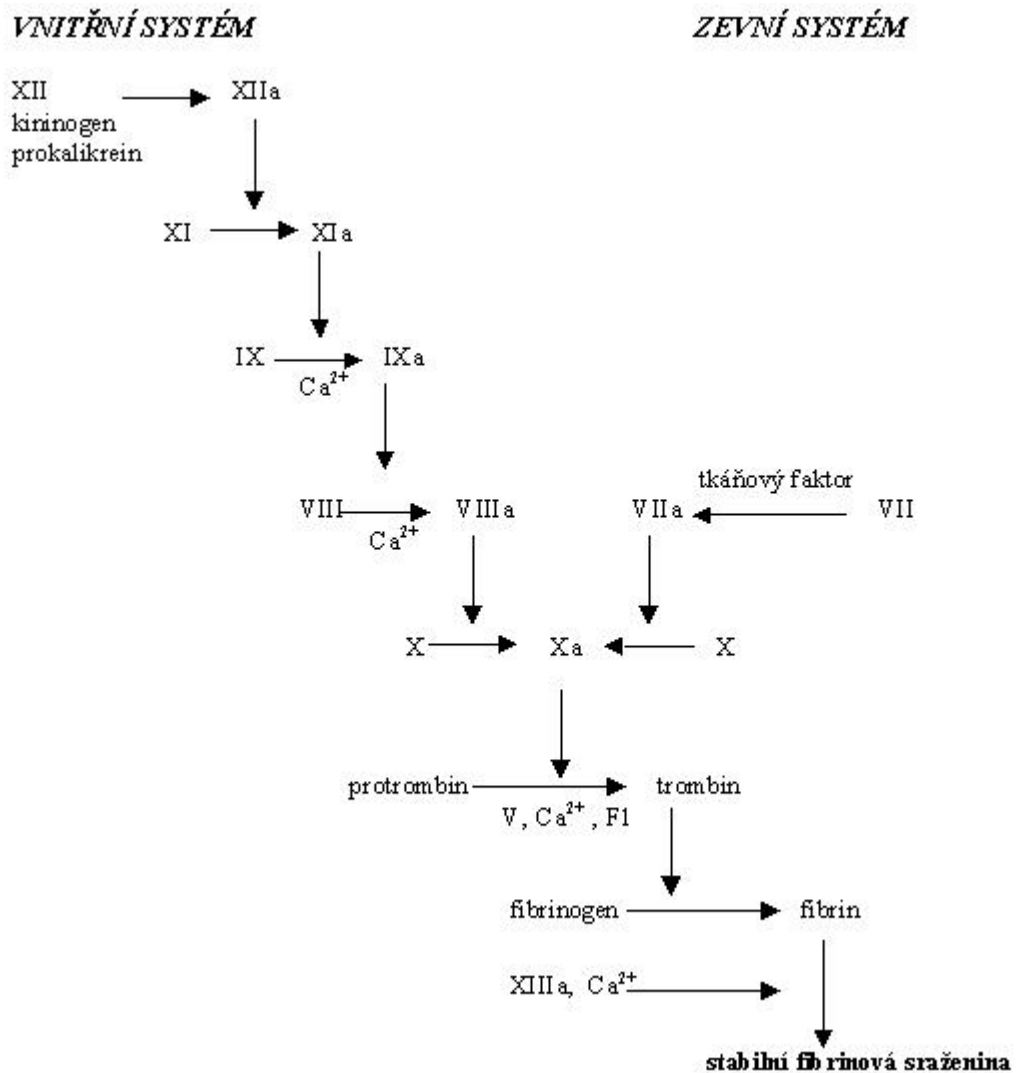 VNITŘNÍ SYSTÉM
ZEVNÍ SYSTÉM
XII
XIIa
kininogen
prokalikrein
XI
XIa
IX
IXa
Ca²⁺
tkáňový faktor
VIII
VIIIa
VIIa
VII
Ca²⁺
X
Xa
X
protrombin
trombin
V, Ca²⁺, Fl
fibrinogen
fibrin
XIIIa, Ca²⁺
stabilní fibrinová sraženina